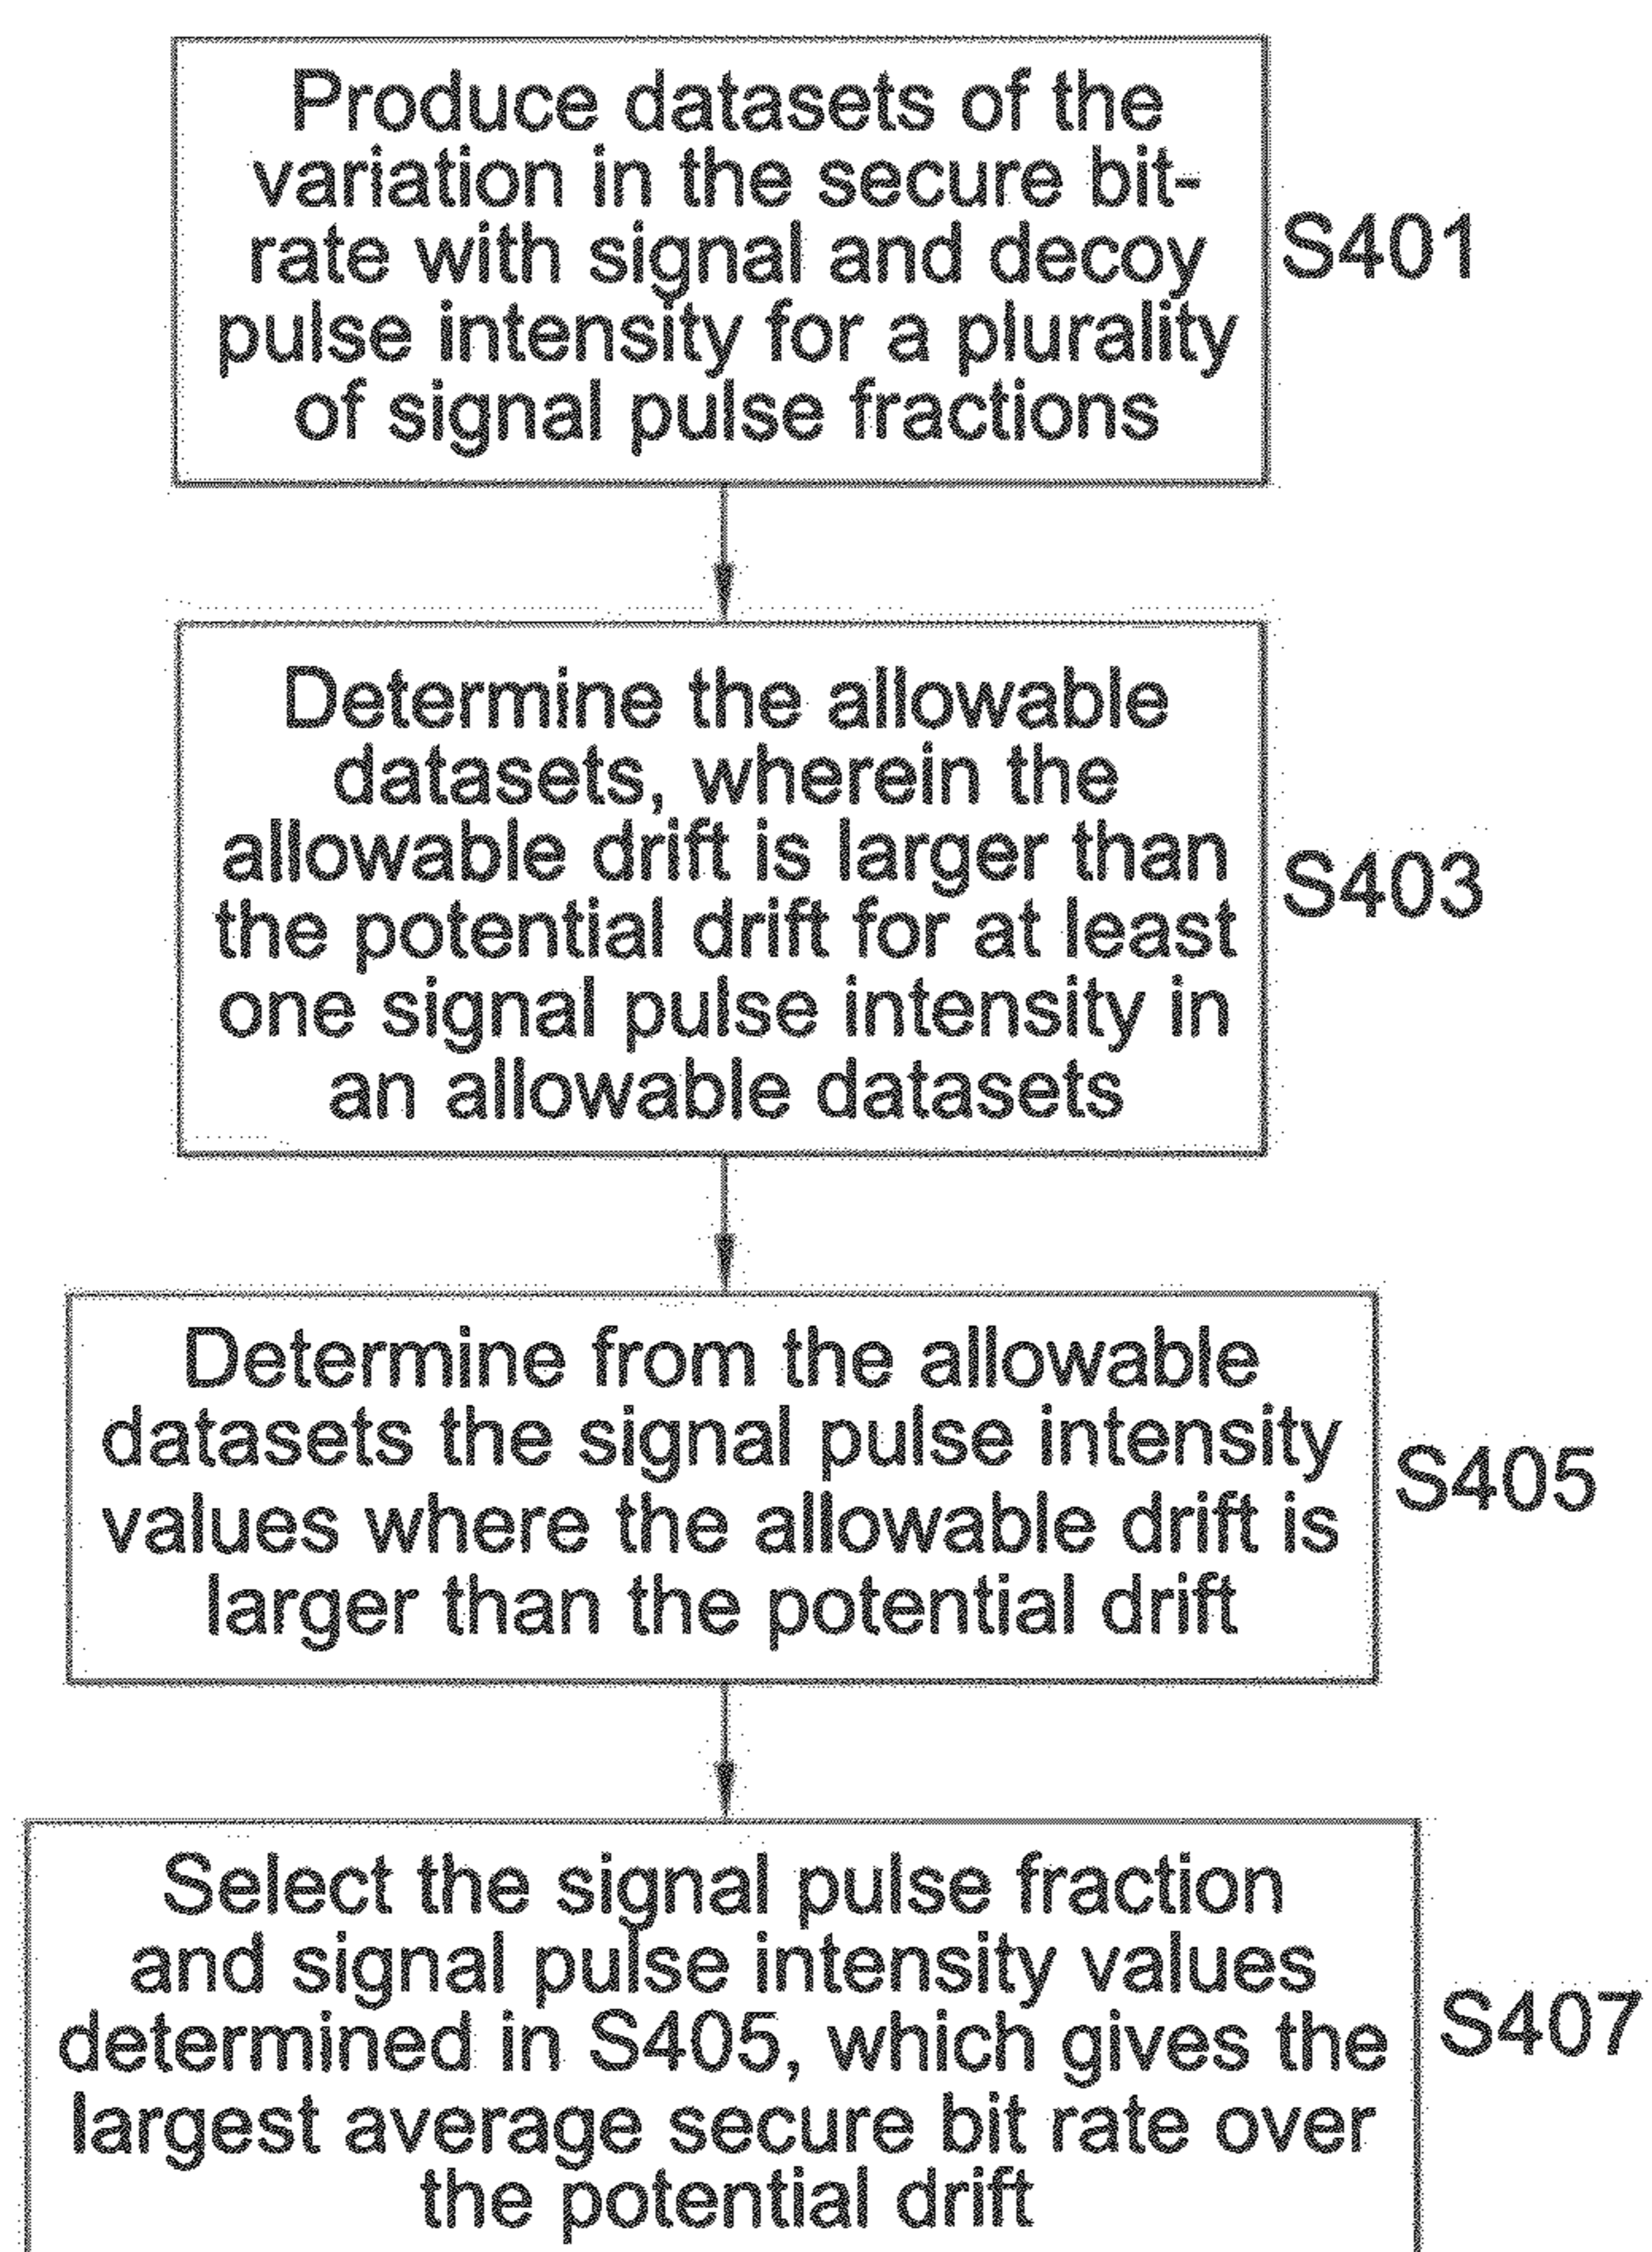 Produce datasets of the
variation in the secure bit-
rate with signal and decoy
pulse intensity for a plurality
of signal pulse fractions
S401
Determine the allowable
datasets, wherein the
allowable drift is larger than
the potential drift for at least
one signal pulse intensity in
an allowable datasets
S403
Determine from the allowable
datasets the signal pulse intensity
values where the allowable drift is
larger than the potential drift
S405
Select the signal pulse fraction
and signal pulse intensity values
determined in S405, which gives the
largest average secure bit rate over
the potential drift
S407